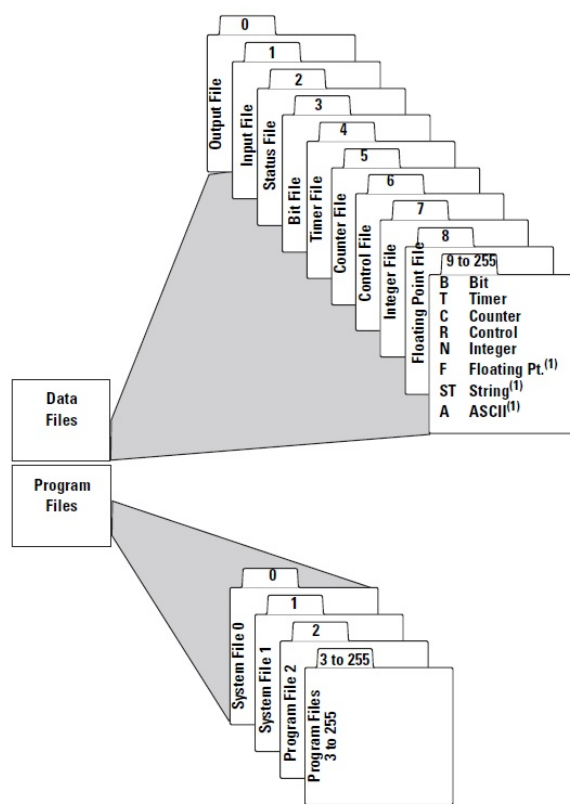 0
Output File
1
Input File
2
Status File
3
Bit File
4
Timer File
5
Counter File
6
Control File
7
Integer File
8
Floating Point File
9 to 255
B Bit
T Timer
C Counter
R Control
N Integer
F Floating Pt.(1)
ST String(1)
A ASCII(1)
Data
Files
Program
Files
0
System File 0
1
System File 1
2
Program File 2
3 to 255
Program Files
3 to 255